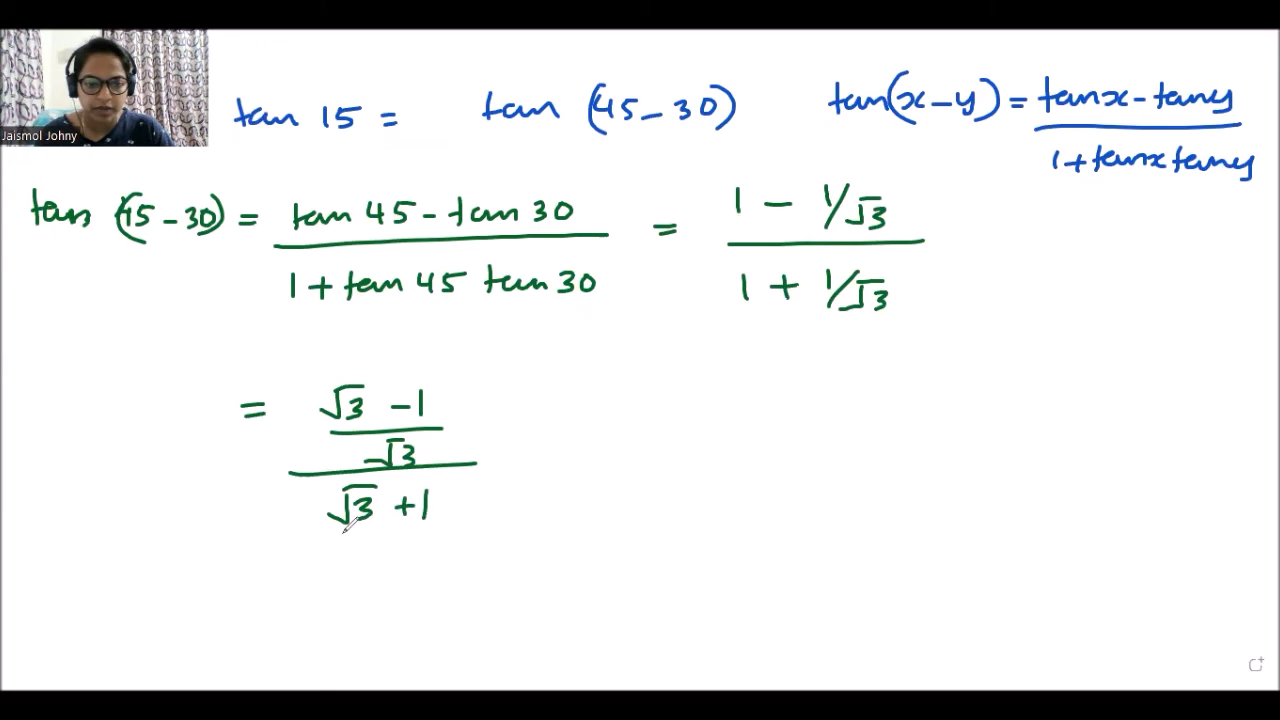 Jaismol Johny
tan 15 = tan (45 - 30) tan(x - y) = tanx - tany
1 + tanx tany
tan (45 - 30) = tan 45 - tan 30 = 1 - 1/√3
1 + tan 45 tan 30 1 + 1/√3
= √3 - 1
√3
√3 + 1